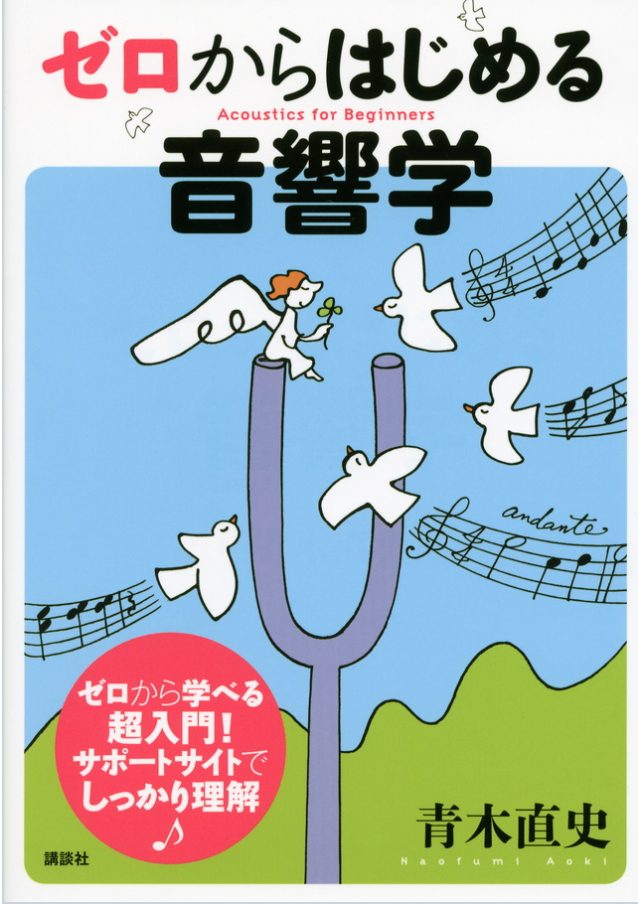 ゼロからはじめる
Acoustics for Beginners
音響学
andante
ゼロから学べる
超入門!
サポートサイトで
しっかり理解
♪
青木直史
Naofumi Aoki
講談社